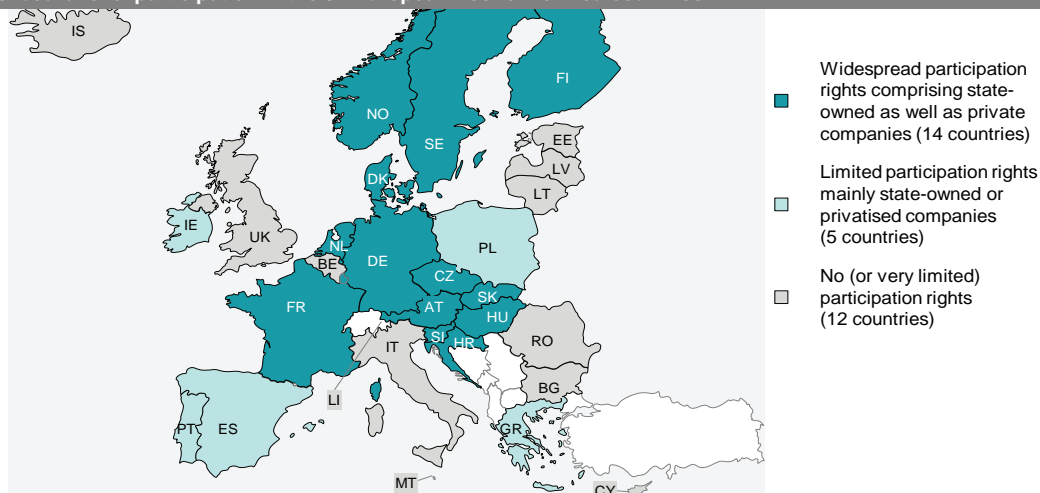 IS
FI
NO
SE
EE
LV
LT
DK
IE
UK
NL
BE
DE
PL
CZ
SK
FR
AT
HU
SI
HR
RO
IT
BG
LI
PT
ES
GR
MT
CY
Widespread participation
rights comprising state-
owned as well as private
companies (14 countries)
Limited participation rights
mainly state-owned or
privatised companies
(5 countries)
No (or very limited)
participation rights
(12 countries)